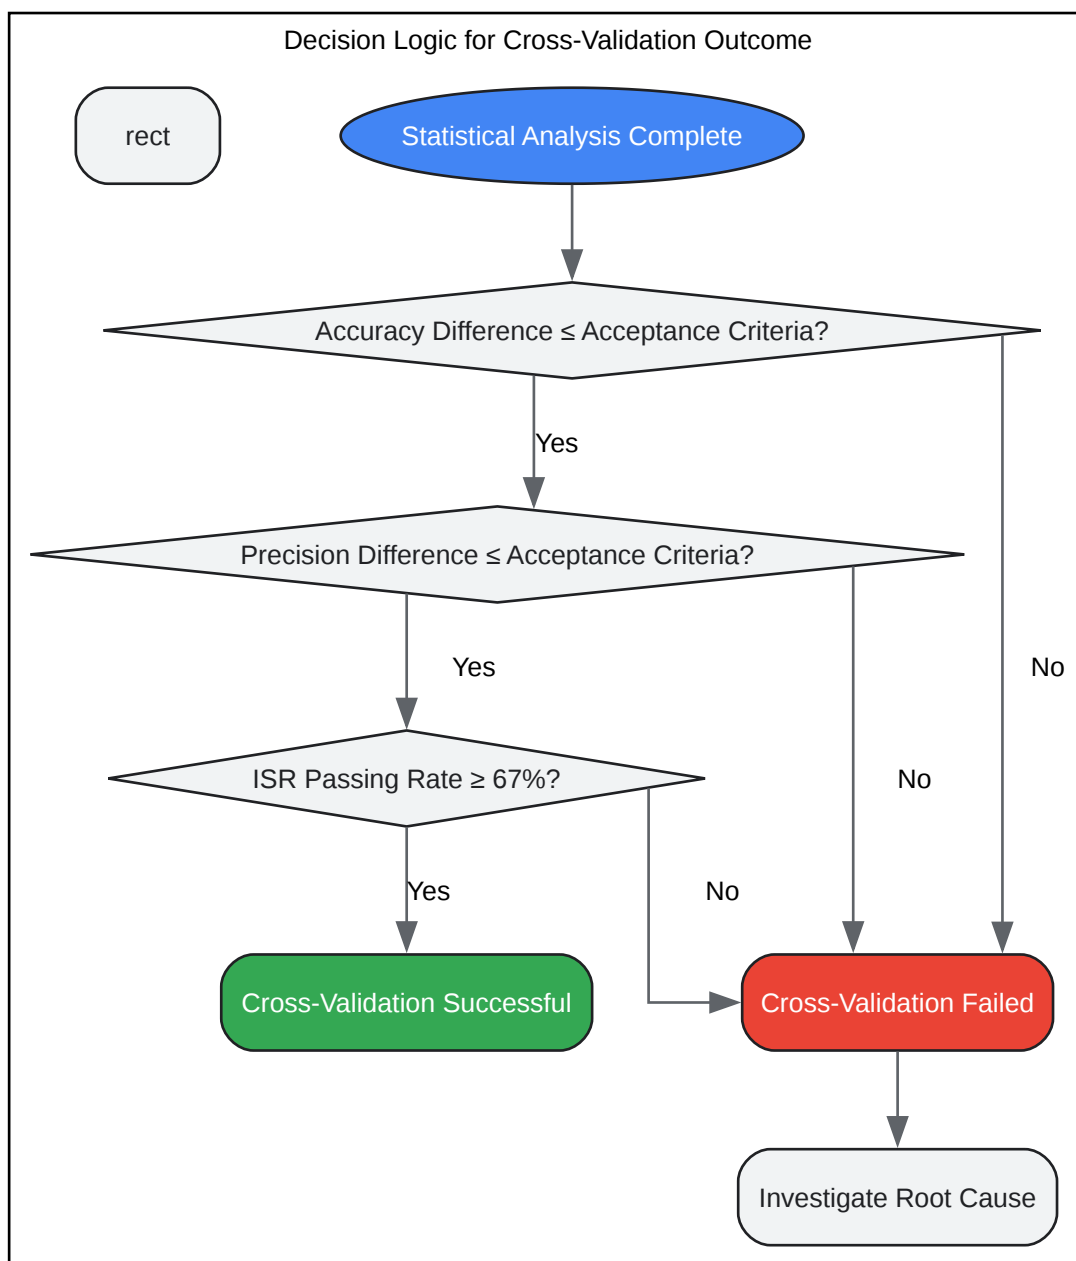 Decision Logic for Cross-Validation Outcome
rect
Statistical Analysis Complete
Accuracy Difference ≤ Acceptance Criteria?
Yes
Precision Difference ≤ Acceptance Criteria?
Yes
No
ISR Passing Rate ≥ 67%?
No
Yes
No
Cross-Validation Successful
Cross-Validation Failed
Investigate Root Cause